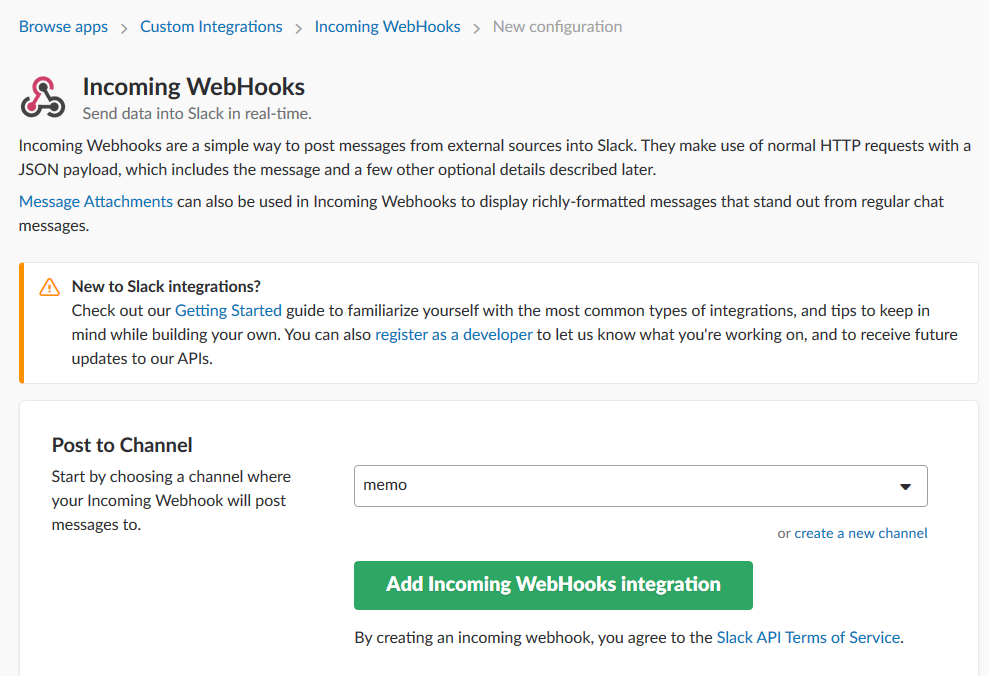 Browse apps > Custom Integrations > Incoming WebHooks > New configuration
Incoming WebHooks
Send data into Slack in real-time.
Incoming Webhooks are a simple way to post messages from external sources into Slack. They make use of normal HTTP requests with a
JSON payload, which includes the message and a few other optional details described later.
Message Attachments can also be used in Incoming Webhooks to display richly-formatted messages that stand out from regular chat
messages.
New to Slack integrations?
Check out our Getting Started guide to familiarize yourself with the most common types of integrations, and tips to keep in
mind while building your own. You can also register as a developer to let us know what you're working on, and to receive future
updates to our APIs.
Post to Channel
Start by choosing a channel where
your Incoming Webhook will post
messages to.
memo
or create a new channel
Add Incoming WebHooks integration
By creating an incoming webhook, you agree to the Slack API Terms of Service.